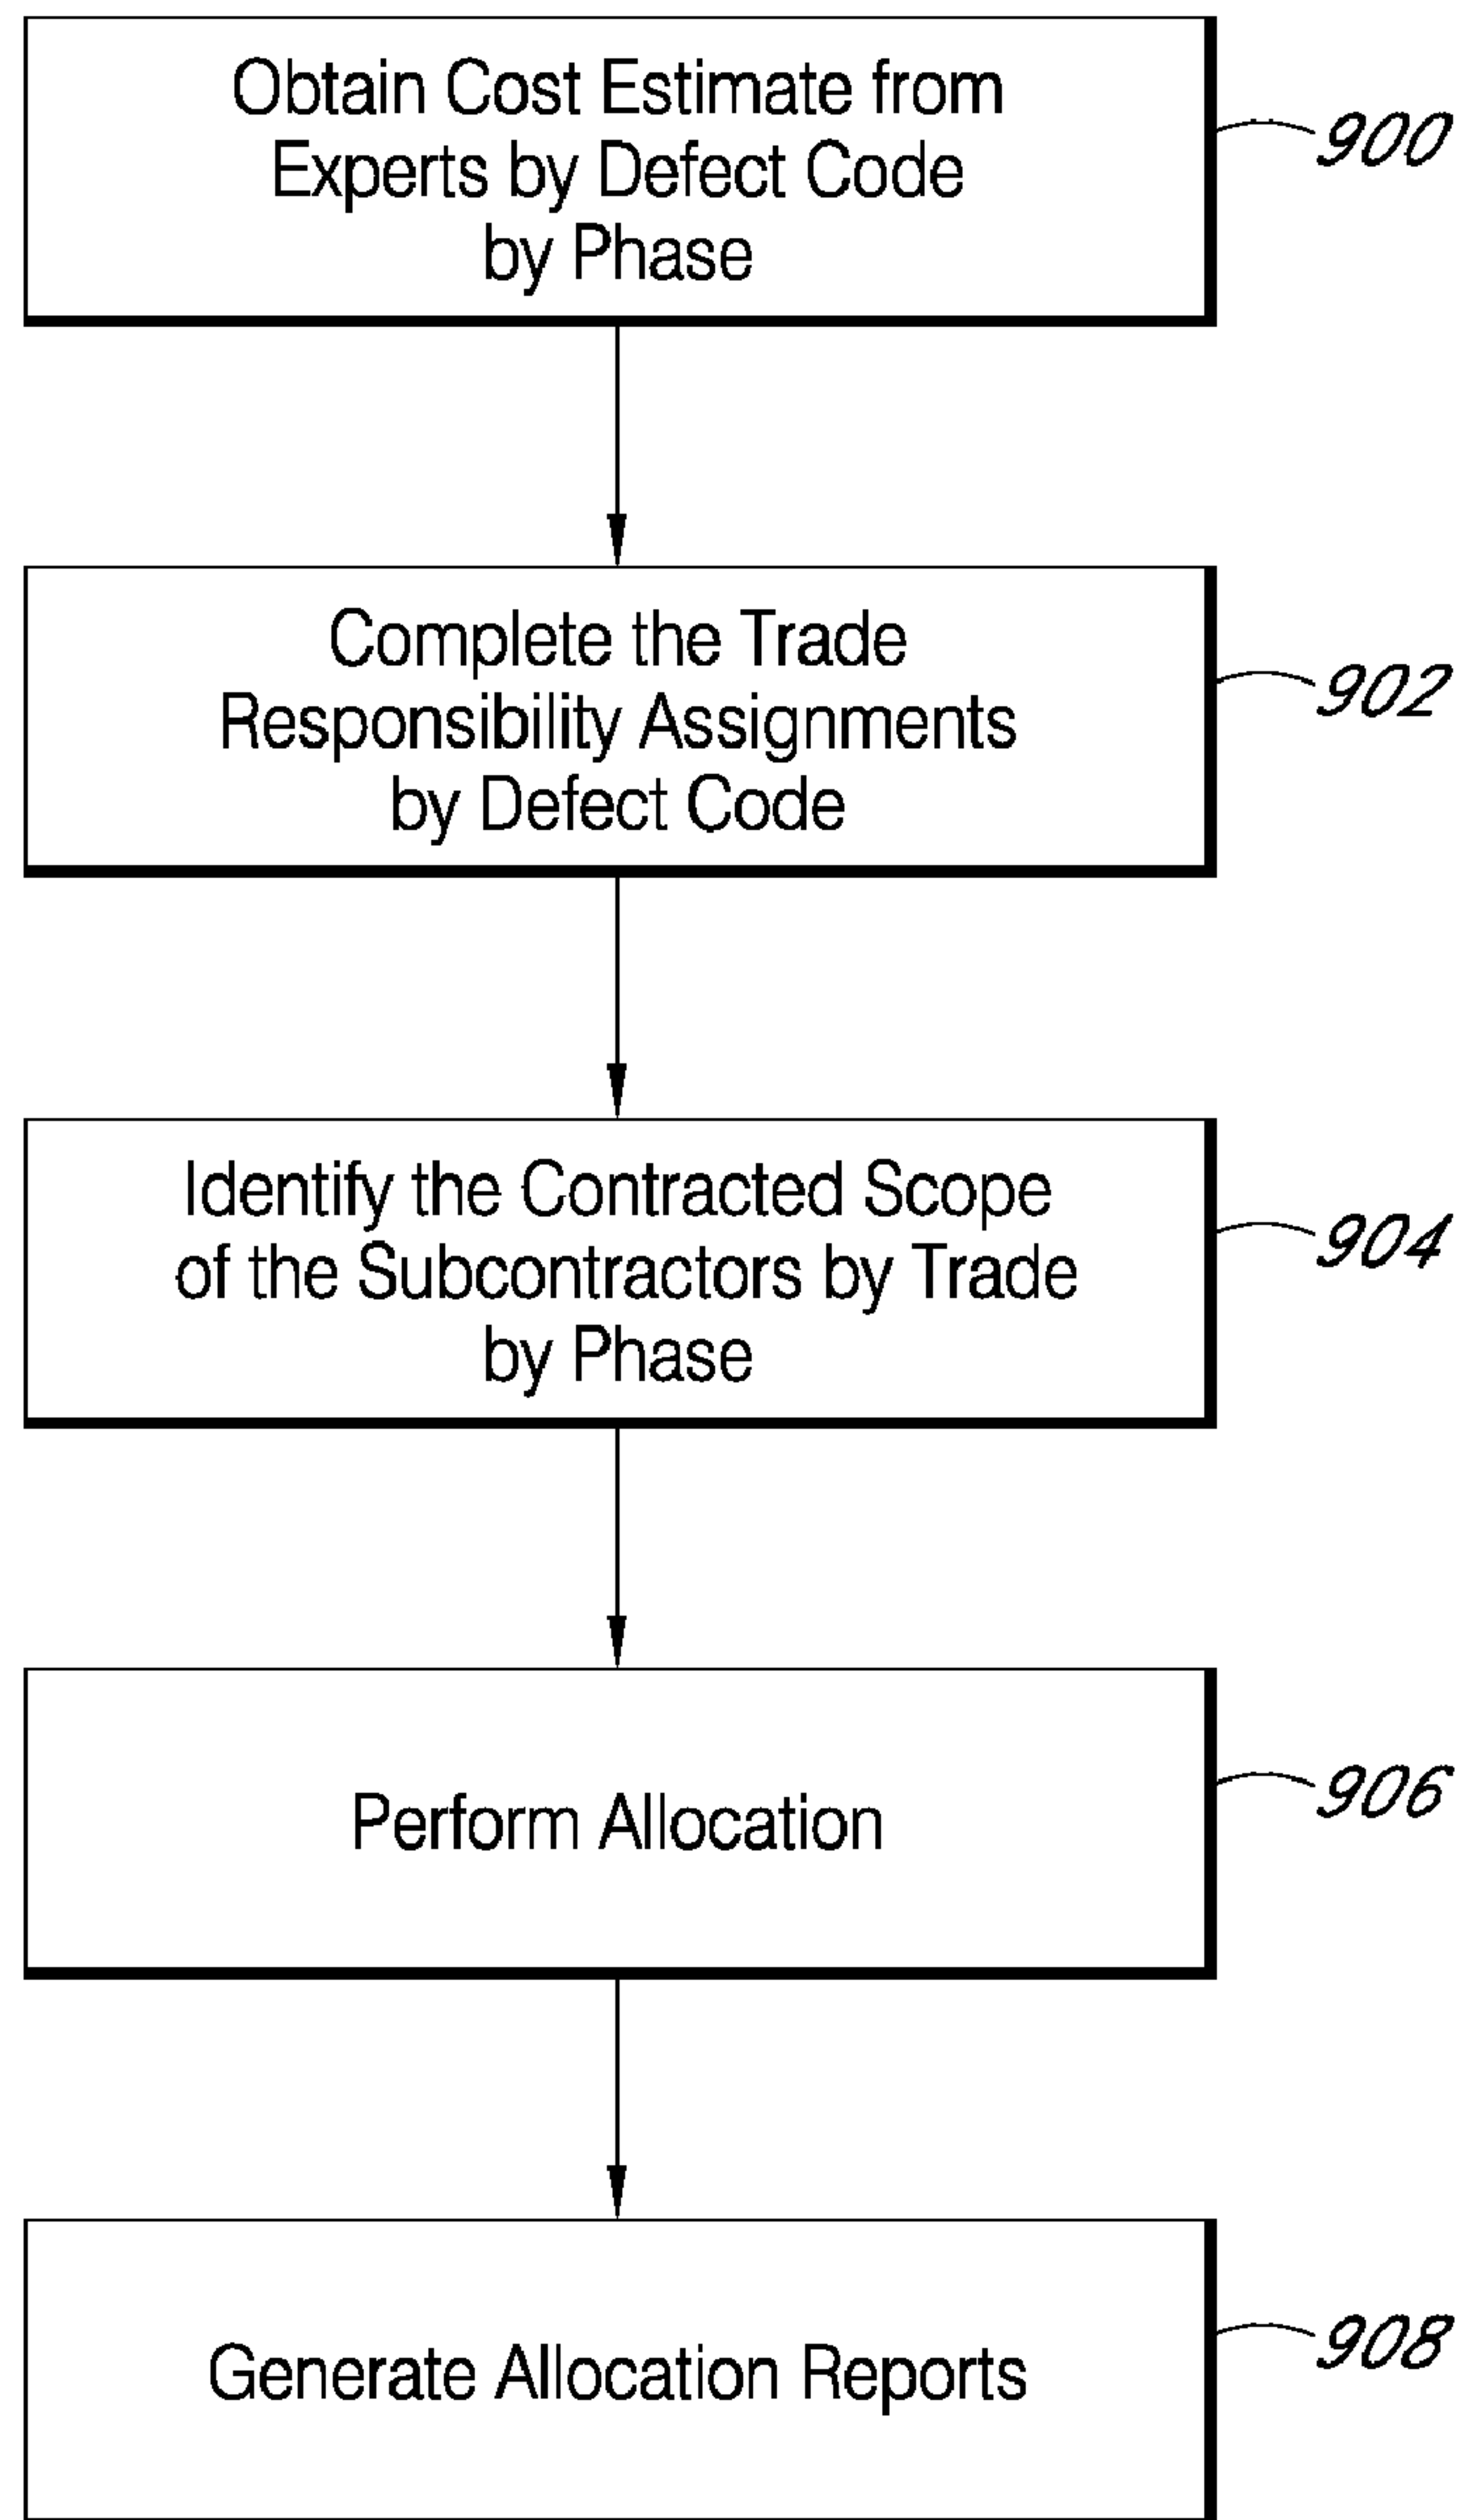 Obtain Cost Estimate from
Experts by Defect Code
by Phase
900
Complete the Trade
Responsibility Assignments
by Defect Code
902
Identify the Contracted Scope
of the Subcontractors by Trade
by Phase
904
Perform Allocation
906
Generate Allocation Reports
908